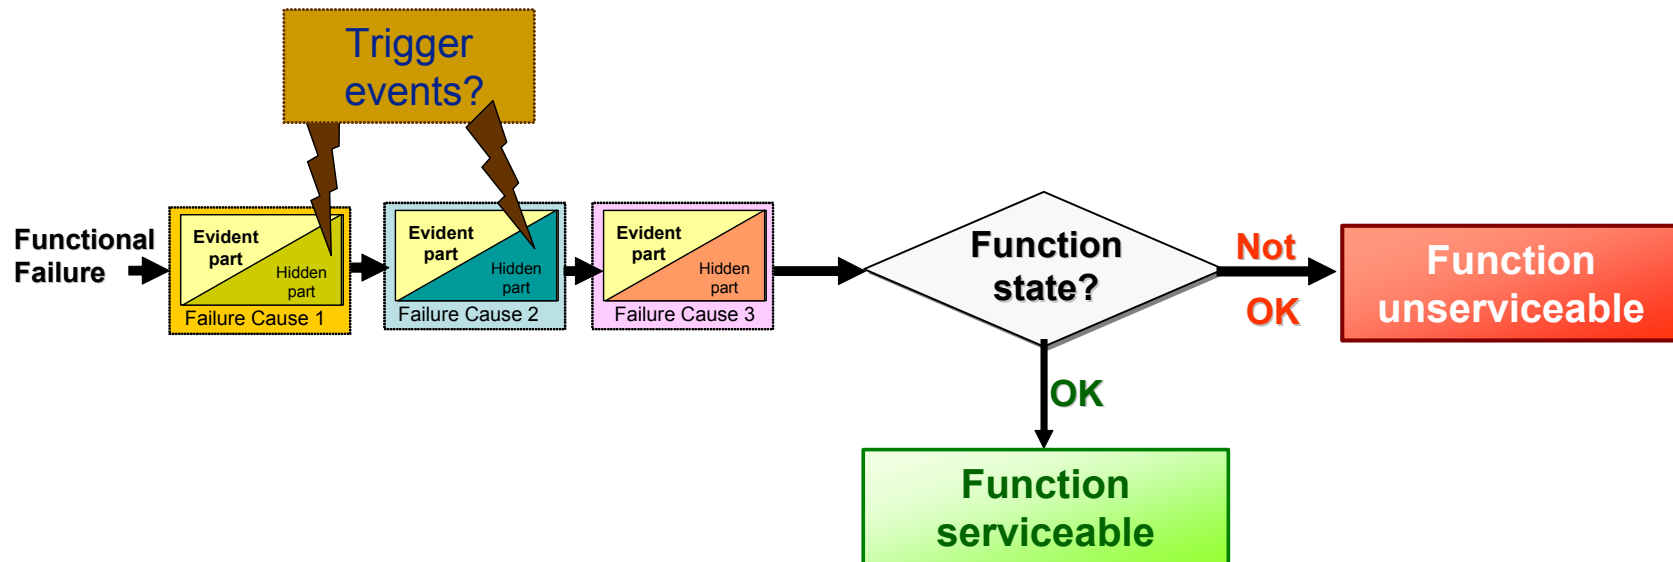 Trigger
events?
Functional
Failure
Evident
part
Hidden
part
Failure Cause 1
Evident
part
Hidden
part
Failure Cause 2
Evident
part
Hidden
part
Failure Cause 3
Function
state?
Not
OK
Function
unserviceable
OK
Function
serviceable